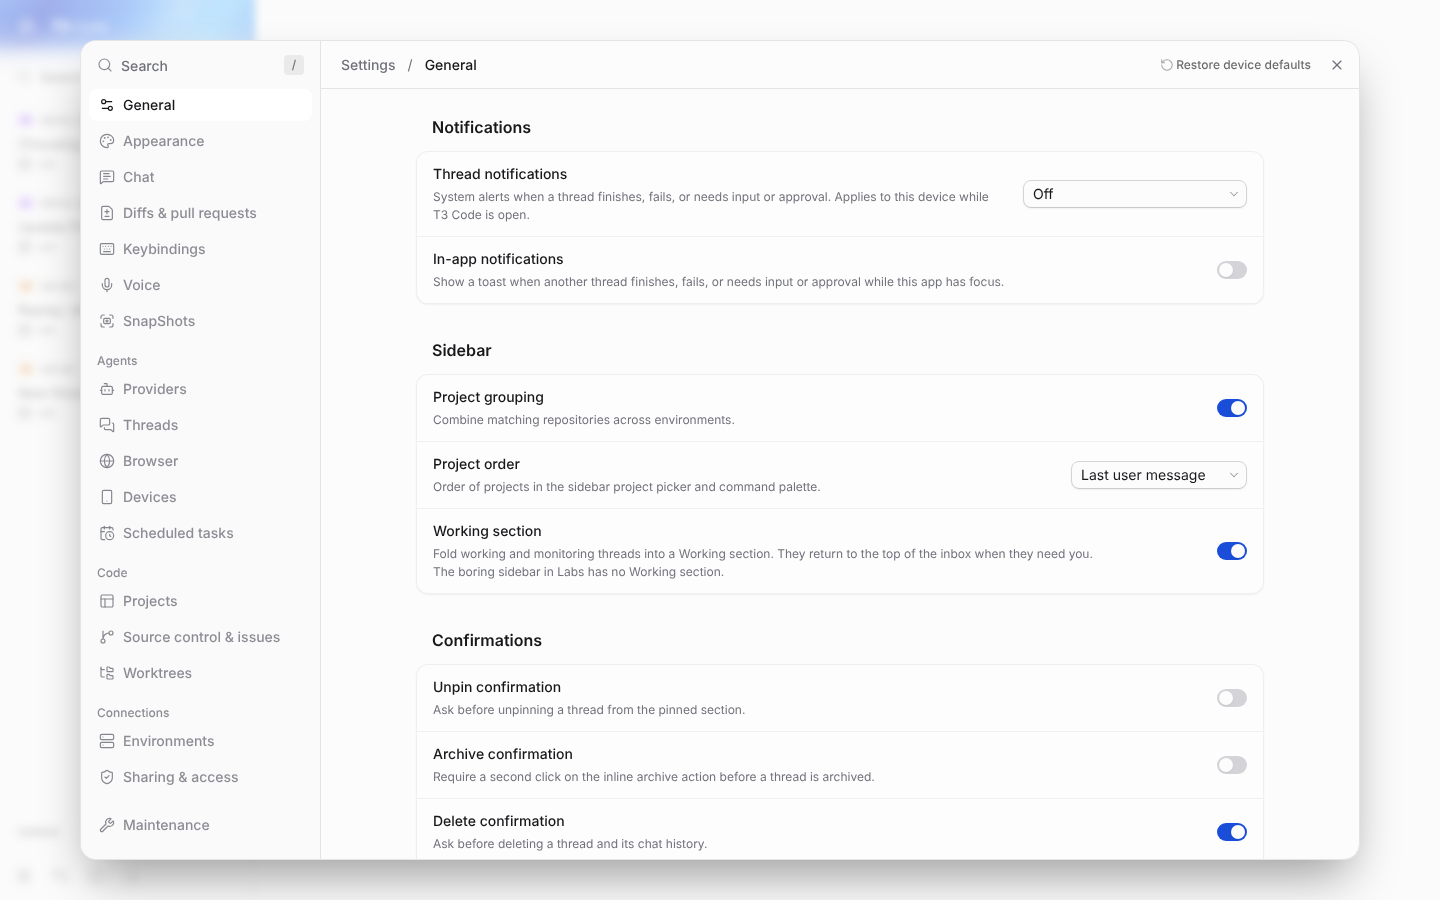 Search
/
General
Appearance
Chat
Diffs & pull requests
Keybindings
Voice
SnapShots
Agents
Providers
Threads
Browser
Devices
Scheduled tasks
Code
Projects
Source control & issues
Worktrees
Connections
Environments
Sharing & access
Maintenance
Settings / General
Restore device defaults
Notifications
Thread notifications
System alerts when a thread finishes, fails, or needs input or approval. Applies to this device while
T3 Code is open.
Off
In-app notifications
Show a toast when another thread finishes, fails, or needs input or approval while this app has focus.
Sidebar
Project grouping
Combine matching repositories across environments.
Project order
Order of projects in the sidebar project picker and command palette.
Last user message
Working section
Fold working and monitoring threads into a Working section. They return to the top of the inbox when they need you.
The boring sidebar in Labs has no Working section.
Confirmations
Unpin confirmation
Ask before unpinning a thread from the pinned section.
Archive confirmation
Require a second click on the inline archive action before a thread is archived.
Delete confirmation
Ask before deleting a thread and its chat history.